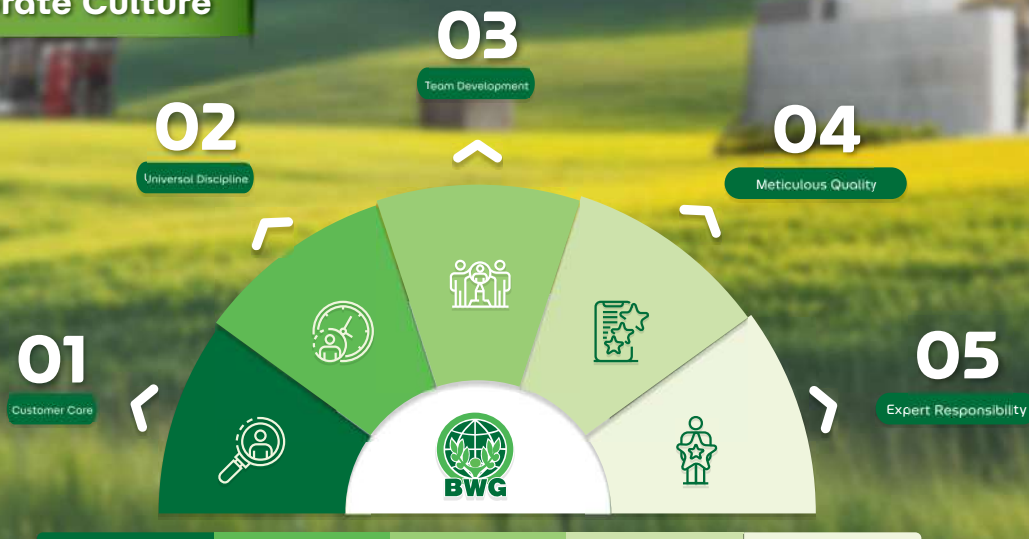 rate Culture
03
Team Development
02
Universal Discipline
04
Meticulous Quality
01
Customer Care
05
Expert Responsibility
BWG